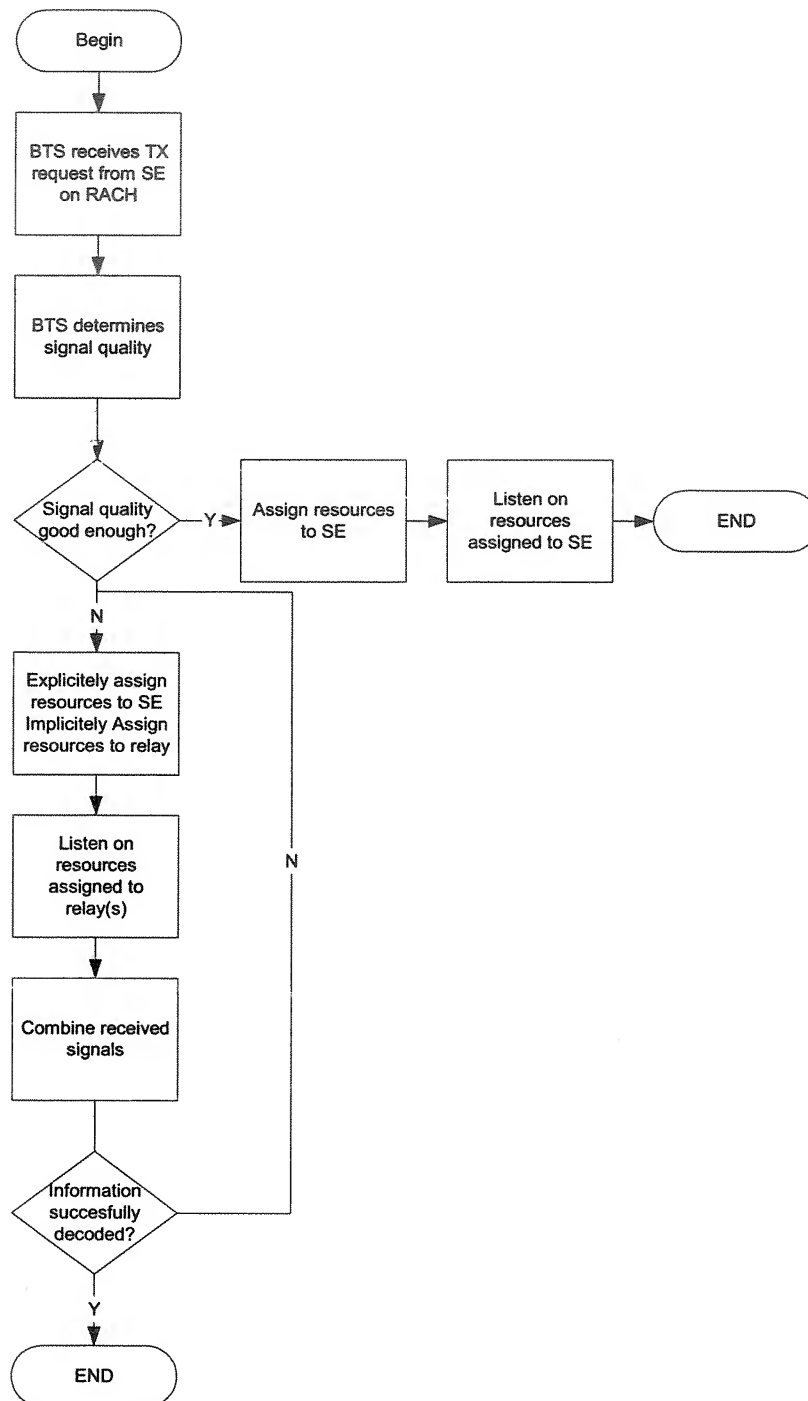 Begin
BTS receives TX
request from SE
on RACH
BTS determines
signal quality
Signal quality
good enough?
Y
Assign resources
to SE
Listen on
resources
assigned to SE
END
N
Explicitely assign
resources to SE
Implicitely Assign
resources to relay
Listen on
resources
assigned to
relay(s)
N
Combine received
signals
Information
succesfully
decoded?
Y
END